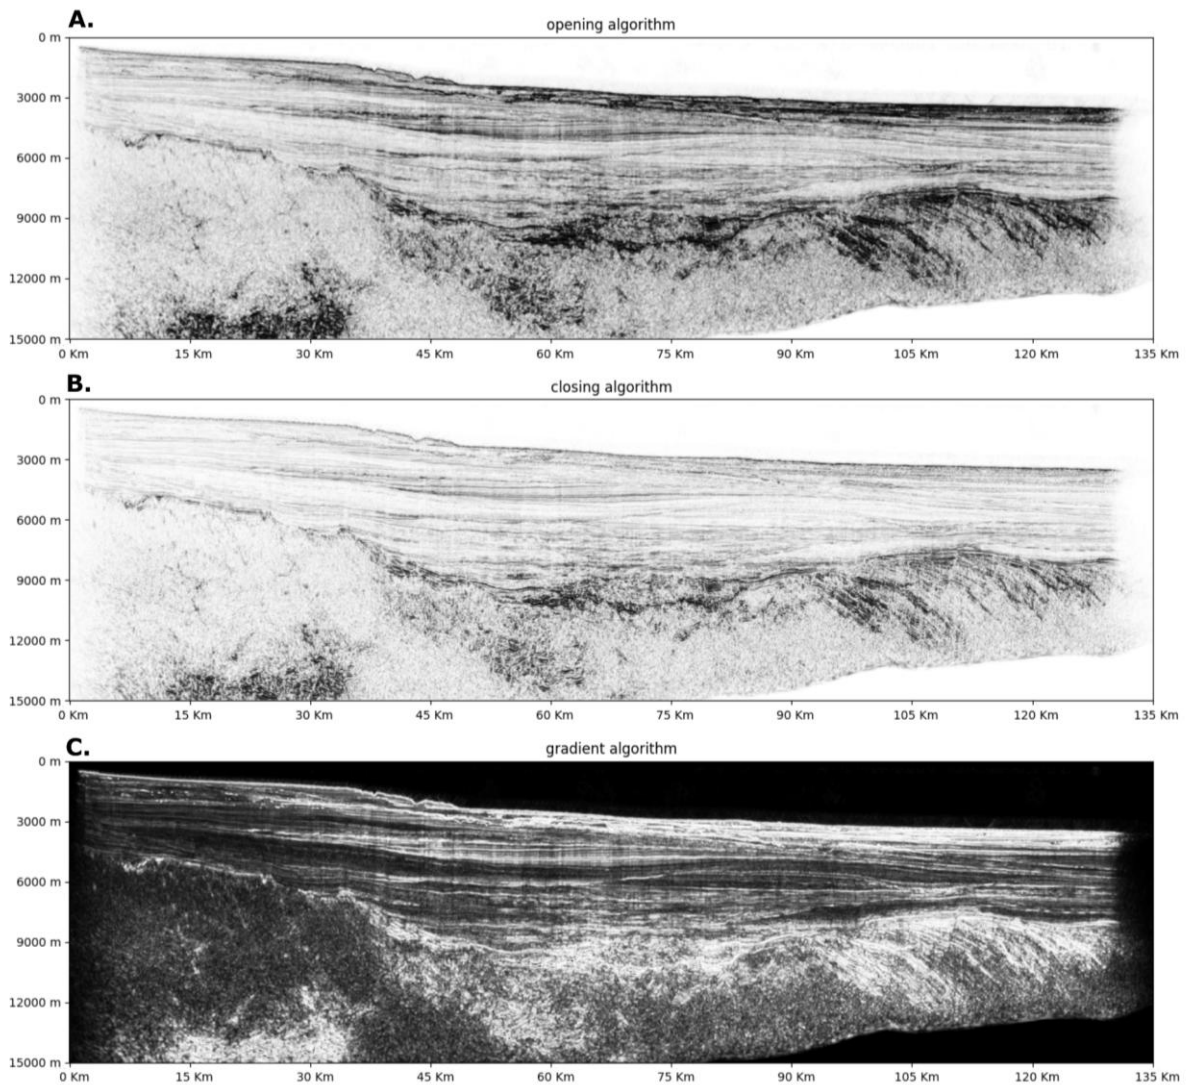 A.
opening algorithm
0 m
3000 m
6000 m
9000 m
12000 m
15000 m
0 Km 15 Km 30 Km 45 Km 60 Km 75 Km 90 Km 105 Km 120 Km 135 Km
B.
closing algorithm
0 m
3000 m
6000 m
9000 m
12000 m
15000 m
0 Km 15 Km 30 Km 45 Km 60 Km 75 Km 90 Km 105 Km 120 Km 135 Km
C.
gradient algorithm
0 m
3000 m
6000 m
9000 m
12000 m
15000 m
0 Km 15 Km 30 Km 45 Km 60 Km 75 Km 90 Km 105 Km 120 Km 135 Km